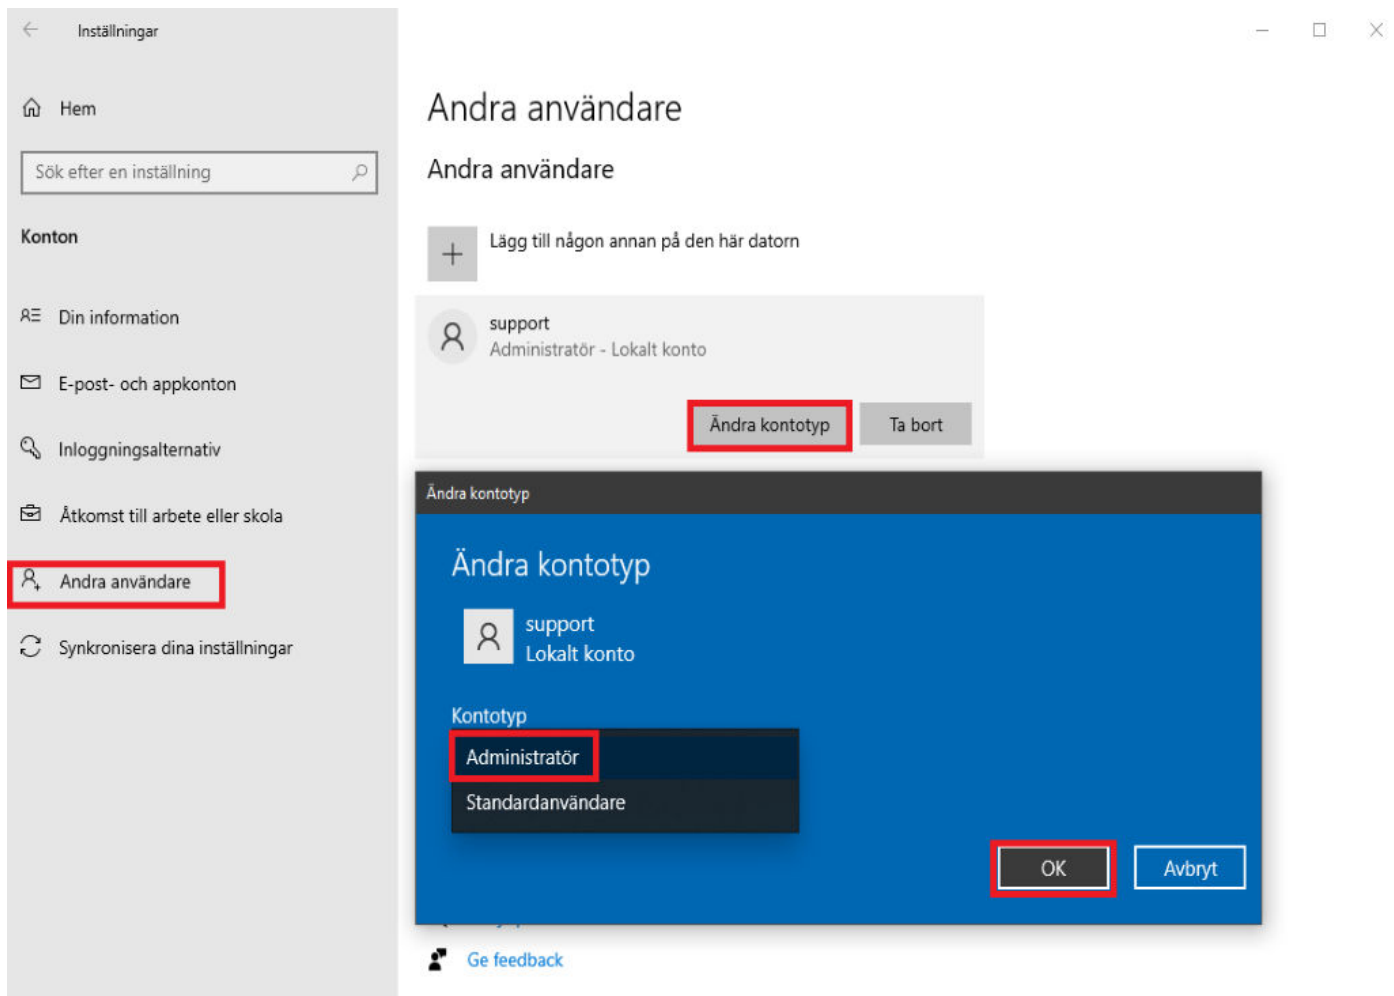 Inställningar
Hem
Sök efter en inställning
Konton
Din information
E-post- och appkonton
Inloggningsalternativ
Åtkomst till arbete eller skola
Andra användare
Synkronisera dina inställningar
Andra användare
Andra användare
Lägg till någon annan på den här datorn
support
Administratör - Lokalt konto
Ändra kontotyp
Ta bort
Ändra kontotyp
Ändra kontotyp
support
Lokalt konto
Kontotyp
Administratör
Standardanvändare
OK
Avbryt
Ge feedback